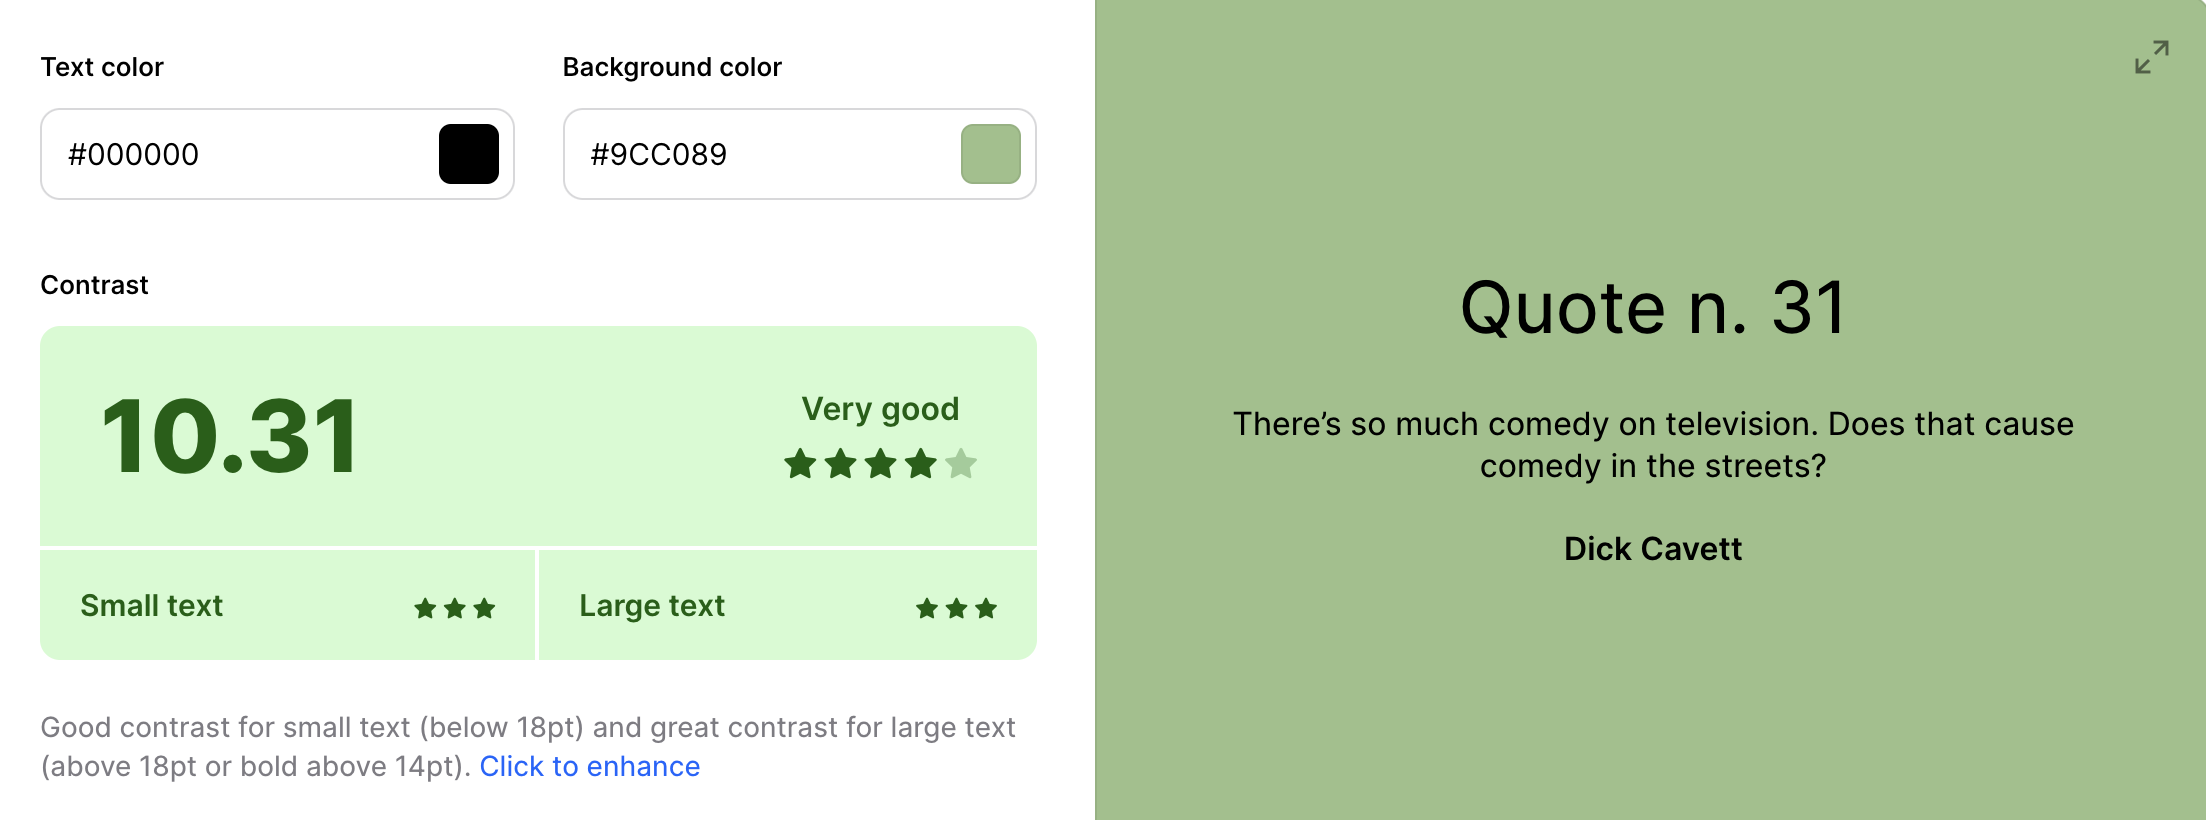 Text color
#000000
Background color
#9CC089
Contrast
10.31
Very good
Small text
Large text
Good contrast for small text (below 18pt) and great contrast for large text
(above 18pt or bold above 14pt). Click to enhance
Quote n. 31
There’s so much comedy on television. Does that cause
comedy in the streets?
Dick Cavett